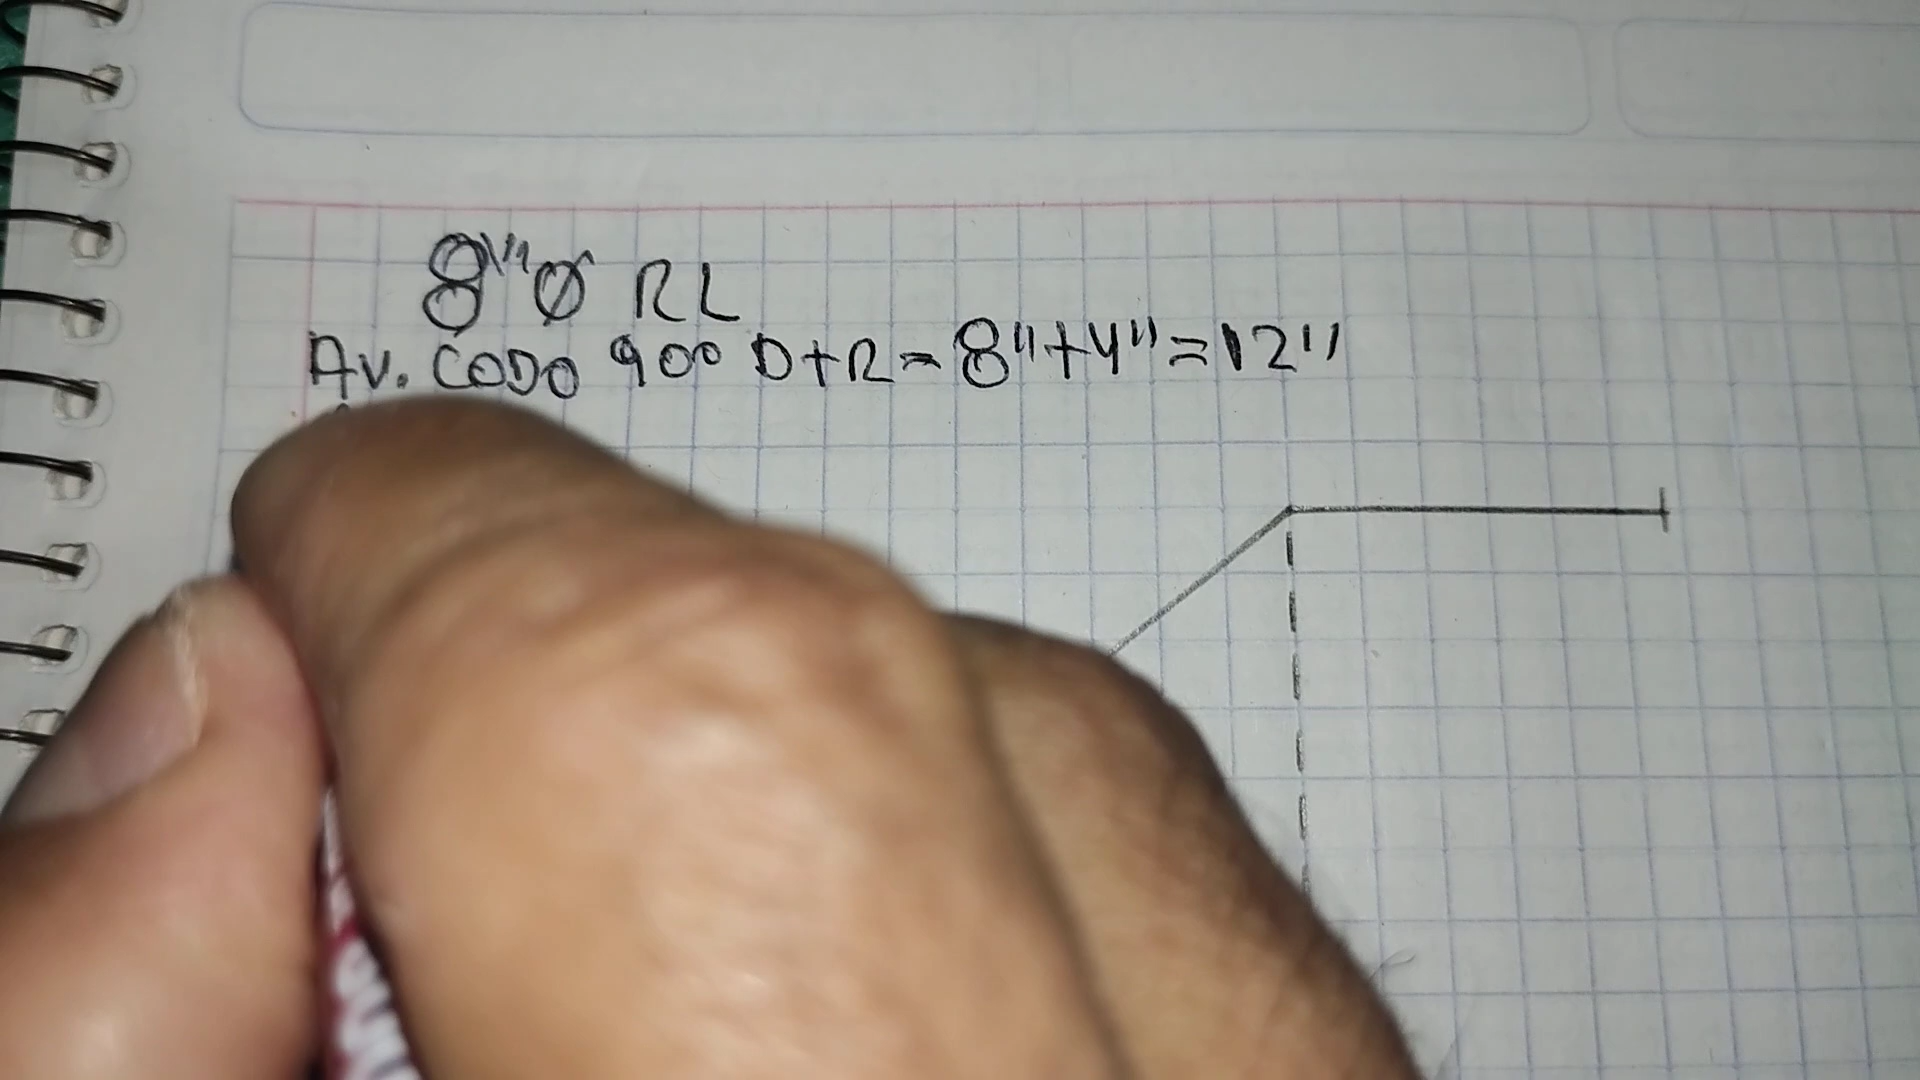 8" Ø RL
AV. CODO 90° D+R = 8"+4" = 12"